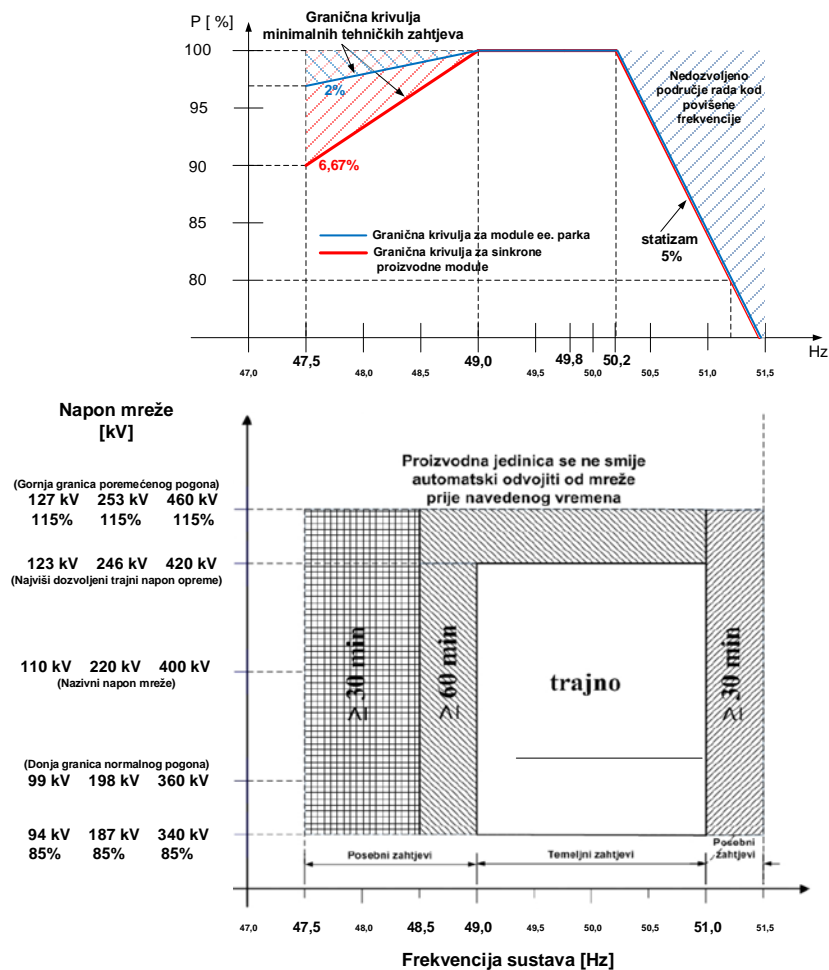 P [ %]
Granična krivulja
minimalnih tehničkih zahtjeva
100
95
90
85
80
2%
6,67%
Nedozvoljeno
područje rada kod
povišene
frekvencije
Granična krivulja za module ee. parka
Granična krivulja za sinkrone
proizvodne module
statizam
5%
47,5 49,0 49,8 50,2 Hz
47,0 48,0 48,5 49,5 50,0 50,5 51,0 51,5
Napon mreže
[kV]
Proizvodna jedinica se ne smije
automatski odvojiti od mreže
prije navedenog vremena
(Gornja granica poremećenog pogona)
127 kV 253 kV 460 kV
115% 115% 115%
123 kV 246 kV 420 kV
(Najviši dozvoljeni trajni napon opreme)
110 kV 220 kV 400 kV
(Nazivni napon mreže)
(Donja granica normalnog pogona)
99 kV 198 kV 360 kV
94 kV 187 kV 340 kV
85% 85% 85%
≥ 30 min
≥ 60 min
trajno
≥ 30 min
Posebni zahtjevi
Temeljni zahtjevi
Posebni
zahtjevi
47,0 47,5 48,0 48,5 49,0 49,5 50,0 50,5 51,0 51,5
Frekvencija sustava [Hz]